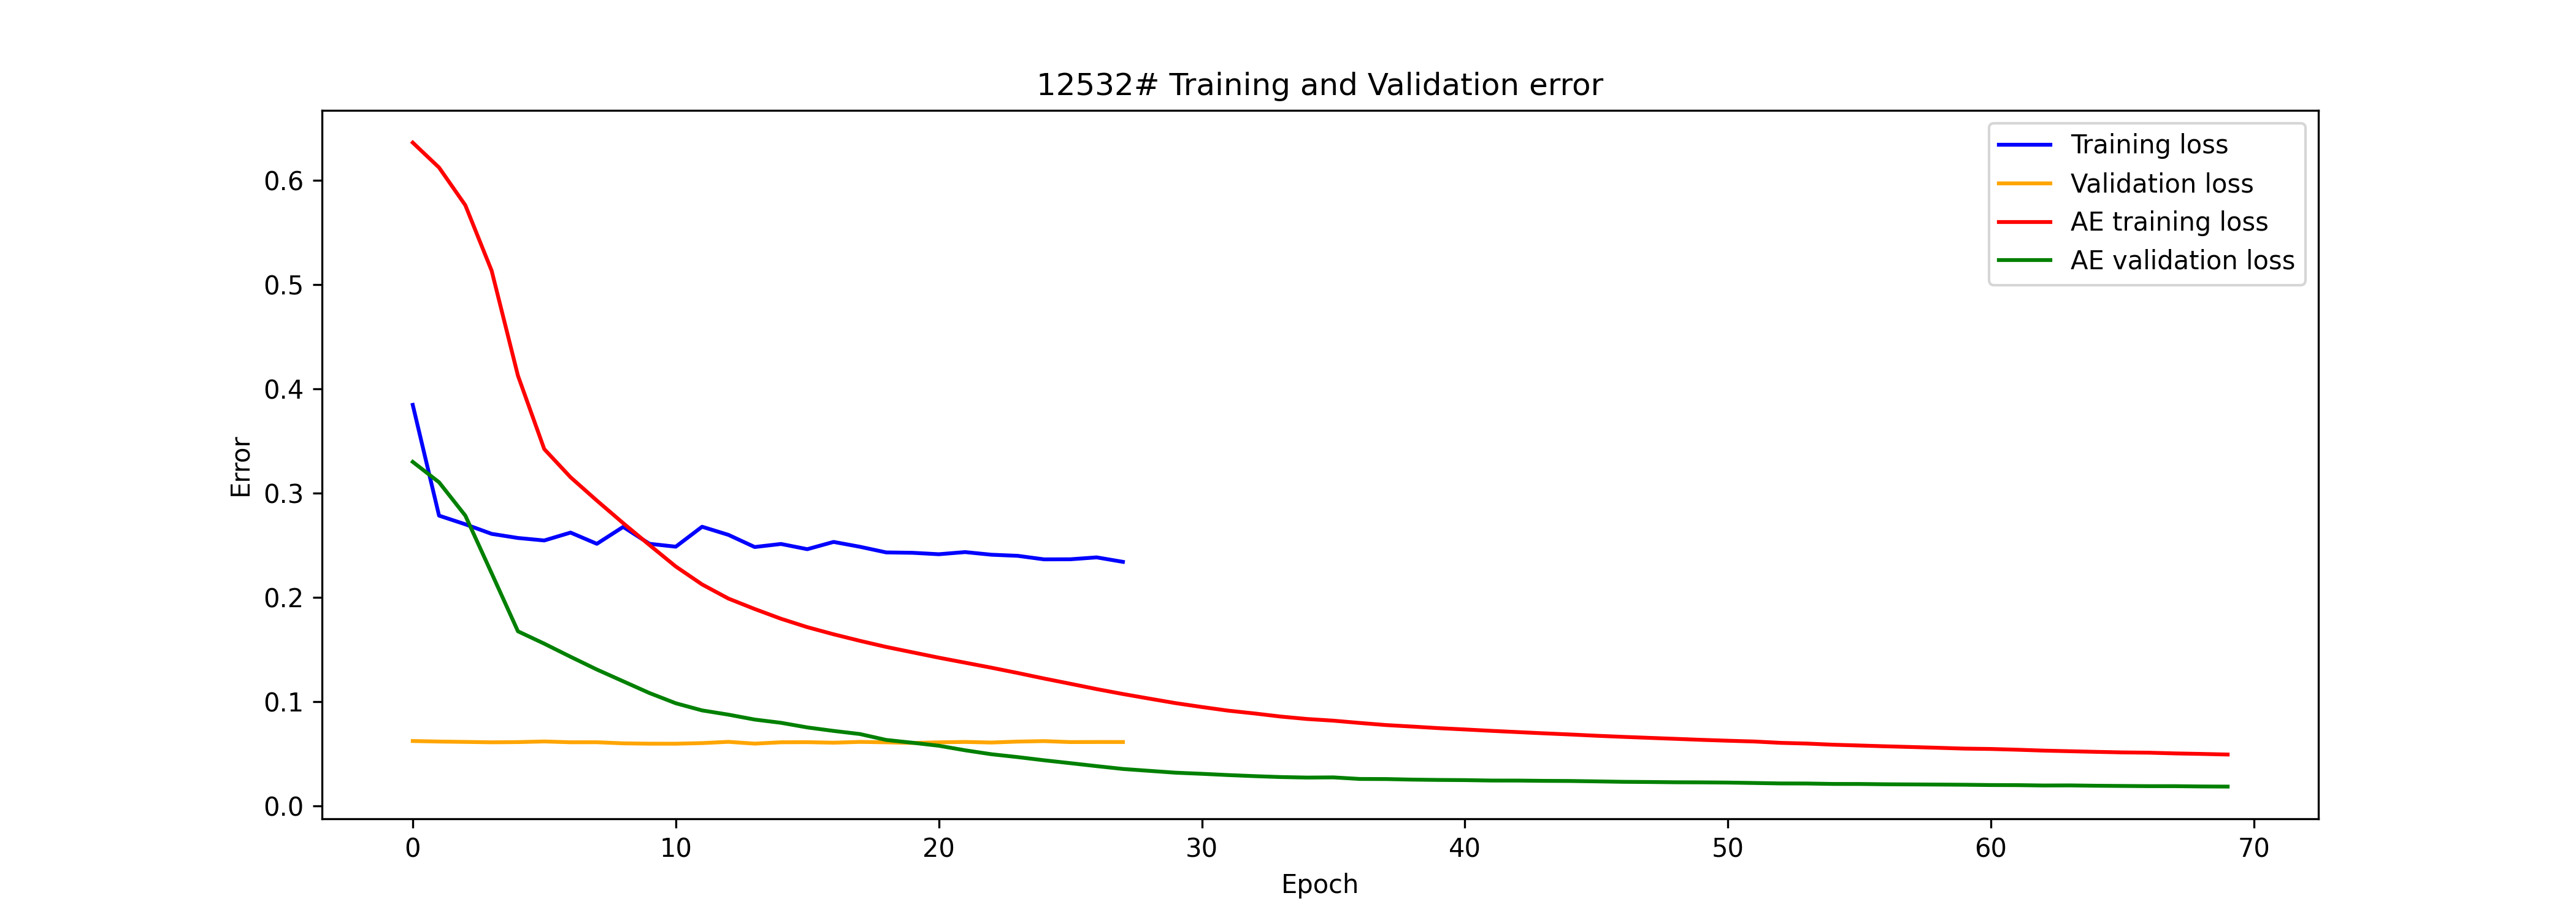 12532# Training and Validation error
Training loss
Validation loss
AE training loss
AE validation loss
Error
0.6
0.5
0.4
0.3
0.2
0.1
0.0
0 10 20 30 40 50 60 70
Epoch